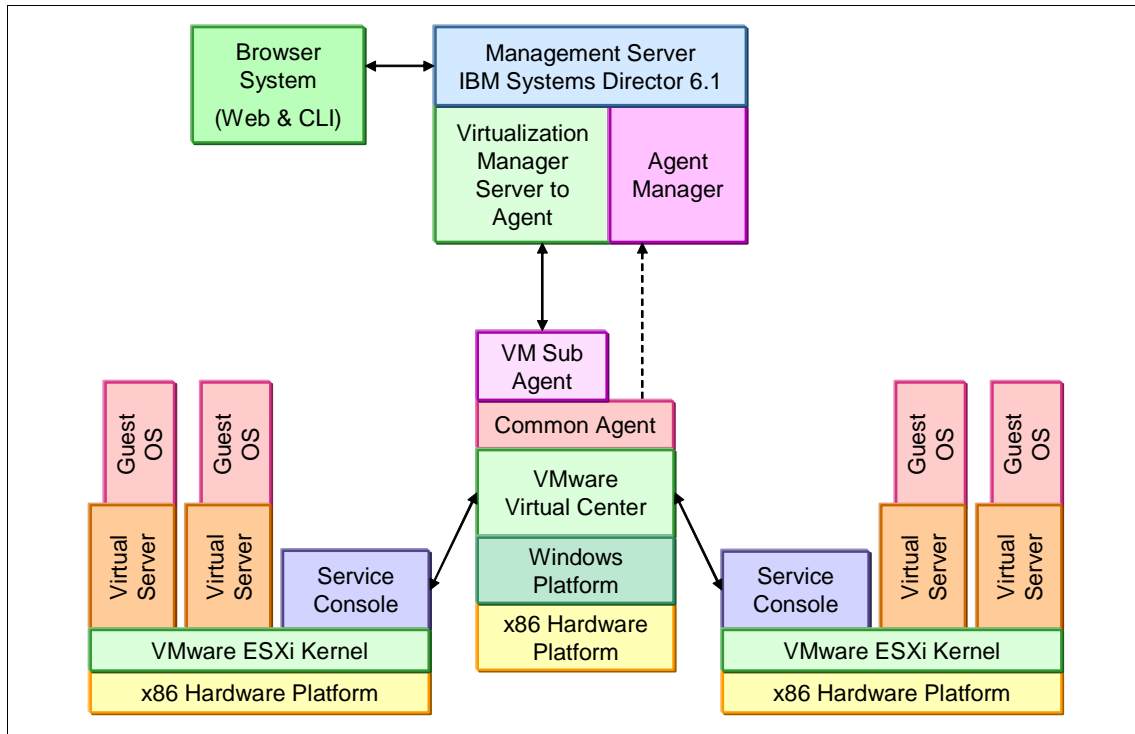 Browser
System
(Web & CLI)
Management Server
IBM Systems Director 6.1
Virtualization
Manager
Server to
Agent
Agent
Manager
VM Sub
Agent
Common Agent
VMware
Virtual Center
Windows
Platform
x86 Hardware
Platform
Guest
OS
Guest
OS
Virtual
Server
Virtual
Server
Service
Console
VMware ESXi Kernel
x86 Hardware Platform
Guest
OS
Guest
OS
Service
Console
Virtual
Server
Virtual
Server
VMware ESXi Kernel
x86 Hardware Platform